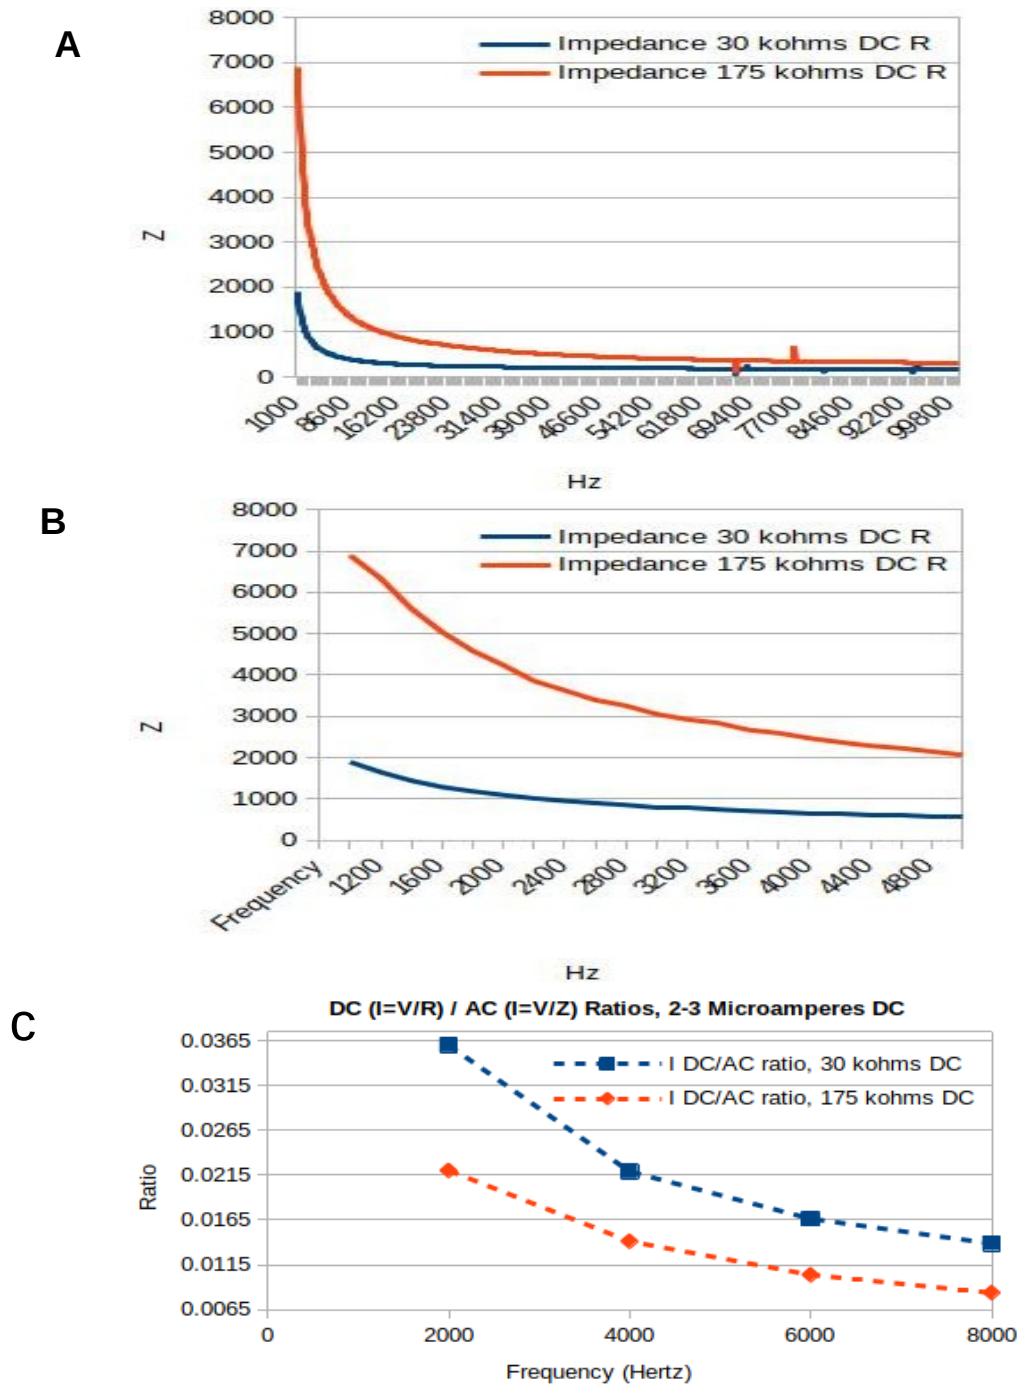 A
8000
7000
6000
5000
4000
3000
2000
1000
0
Impedance 30 kohms DC R
Impedance 175 kohms DC R
Z
1000 8600 16200 23800 31400 39000 46600 54200 61800 69400 77000 84600 92200 99800
Hz
B
8000
7000
6000
5000
4000
3000
2000
1000
0
Impedance 30 kohms DC R
Impedance 175 kohms DC R
Z
Frequency 1200 1600 2000 2400 2800 3200 3600 4000 4400 4800
Hz
C
DC (I=V/R) / AC (I=V/Z) Ratios, 2-3 Microamperes DC
0.0365
0.0315
0.0265
0.0215
0.0165
0.0115
0.0065
I DC/AC ratio, 30 kohms DC
I DC/AC ratio, 175 kohms DC
Ratio
0 2000 4000 6000 8000
Frequency (Hertz)